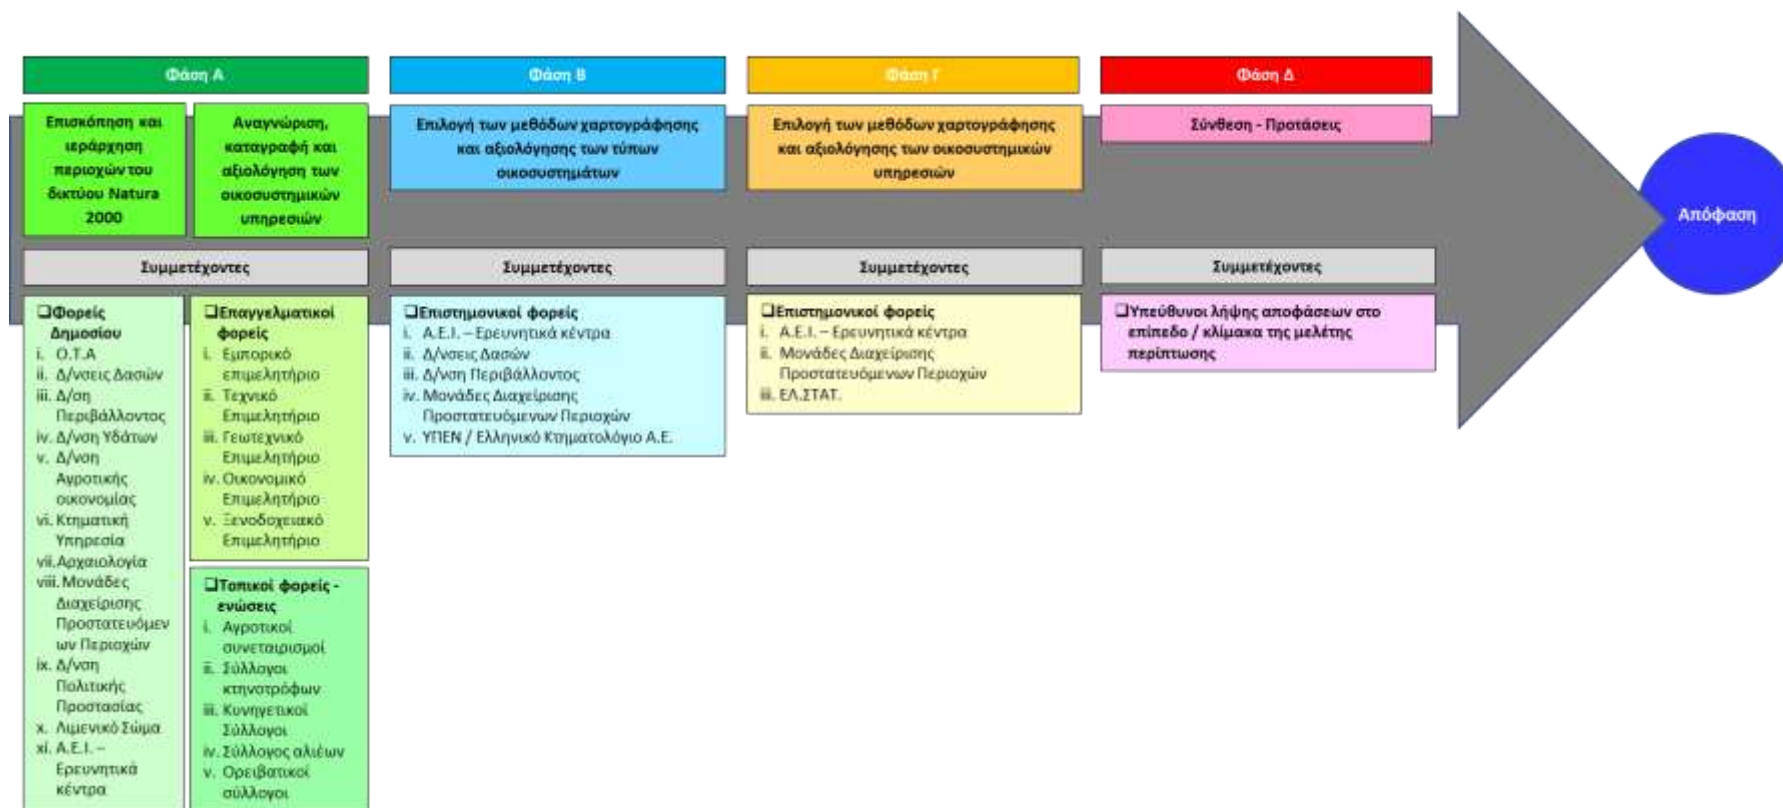 Φάση Α
Επισκόπηση και
ιεράρχηση
περιοχών του
δικτύου Natura
2000
Αναγνώριση,
καταγραφή και
αξιολόγηση των
οικοσυστημικών
υπηρεσιών
Συμμετέχοντες
❑Φορείς
Δημοσίου
i. Ο.Τ.Α
ii. Δ/νσεις Δασών
iii. Δ/ση
Περιβάλλοντος
iv. Δ/νση Υδάτων
v. Δ/νση
Αγροτικής
οικονομίας
vi. Κτηματική
Υπηρεσία
vii. Αρχαιολογία
viii. Μονάδες
Διαχείρισης
Προστατευόμεν
ων Περιοχών
ix. Δ/νση
Πολιτικής
Προστασίας
x. Λιμενικό Σώμα
xi. Α.Ε.Ι. –
Ερευνητικά
κέντρα
❑Επαγγελματικοί
φορείς
i. Εμπορικό
επιμελητήριο
ii. Τεχνικό
Επιμελητήριο
iii. Γεωτεχνικό
Επιμελητήριο
iv. Οικονομικό
Επιμελητήριο
v. Ξενοδοχειακό
Επιμελητήριο
❑Τοπικοί φορείς -
ενώσεις
i. Αγροτικοί
συνεταιρισμοί
ii. Σύλλογοι
κτηνοτρόφων
iii. Κυνηγετικοί
Σύλλογοι
iv. Σύλλογος αλιέων
v. Ορειβατικοί
σύλλογοι
Φάση Β
Επιλογή των μεθόδων χαρτογράφησης
και αξιολόγησης των τύπων
οικοσυστημάτων
Συμμετέχοντες
❑Επιστημονικοί φορείς
i. Α.Ε.Ι. – Ερευνητικά κέντρα
ii. Δ/νσεις Δασών
iii. Δ/νση Περιβάλλοντος
iv. Μονάδες Διαχείρισης
Προστατευόμενων Περιοχών
v. ΥΠΕΝ / Ελληνικό Κτηματολόγιο Α.Ε.
Φάση Γ
Επιλογή των μεθόδων χαρτογράφησης
και αξιολόγησης των οικοσυστημικών
υπηρεσιών
Συμμετέχοντες
❑Επιστημονικοί φορείς
i. Α.Ε.Ι. – Ερευνητικά κέντρα
ii. Μονάδες Διαχείρισης
Προστατευόμενων Περιοχών
iii. ΕΛ.ΣΤΑΤ.
Φάση Δ
Σύνθεση - Προτάσεις
Συμμετέχοντες
❑Υπεύθυνοι λήψης αποφάσεων στο
επίπεδο / κλίμακα της μελέτης
περίπτωσης
Απόφαση